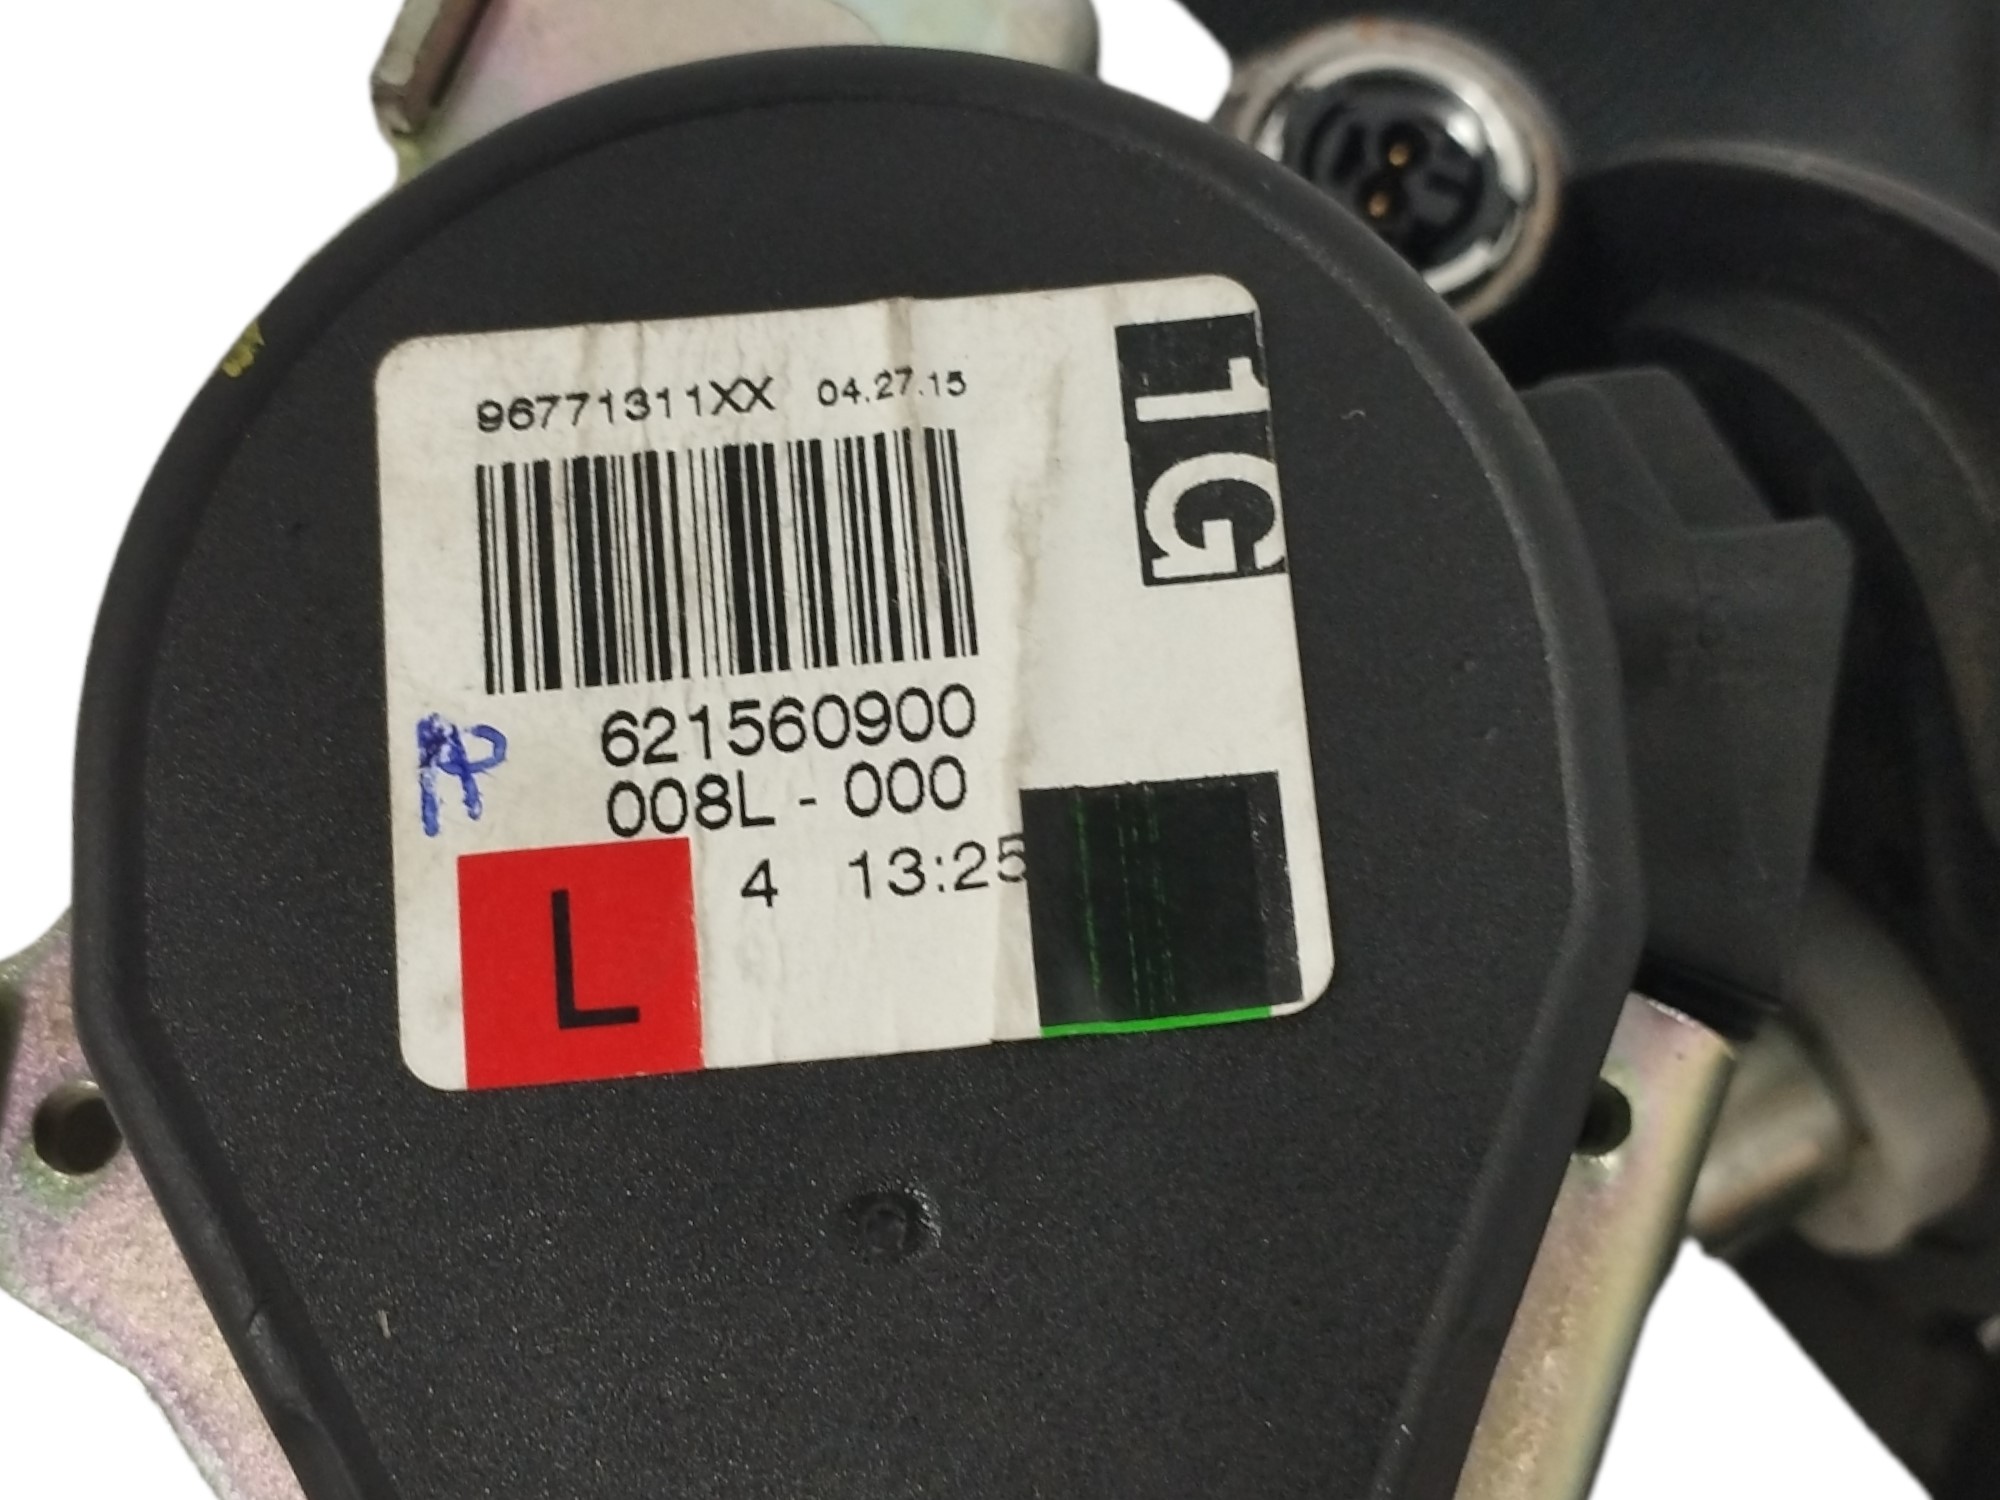 96771311XX 04.27.15
1G
621560900
008L - 000
4 13:25
L